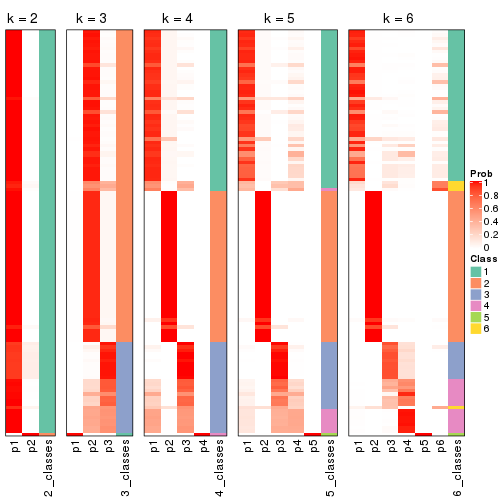 k = 2
k = 3
k = 4
k = 5
k = 6
p1
p2
2_classes
p1
p2
p3
3_classes
p1
p2
p3
p4
4_classes
p1
p2
p3
p4
p5
5_classes
p1
p2
p3
p4
p5
p6
6_classes
Prob
1
0.8
0.6
0.4
0.2
0
Class
1
2
3
4
5
6